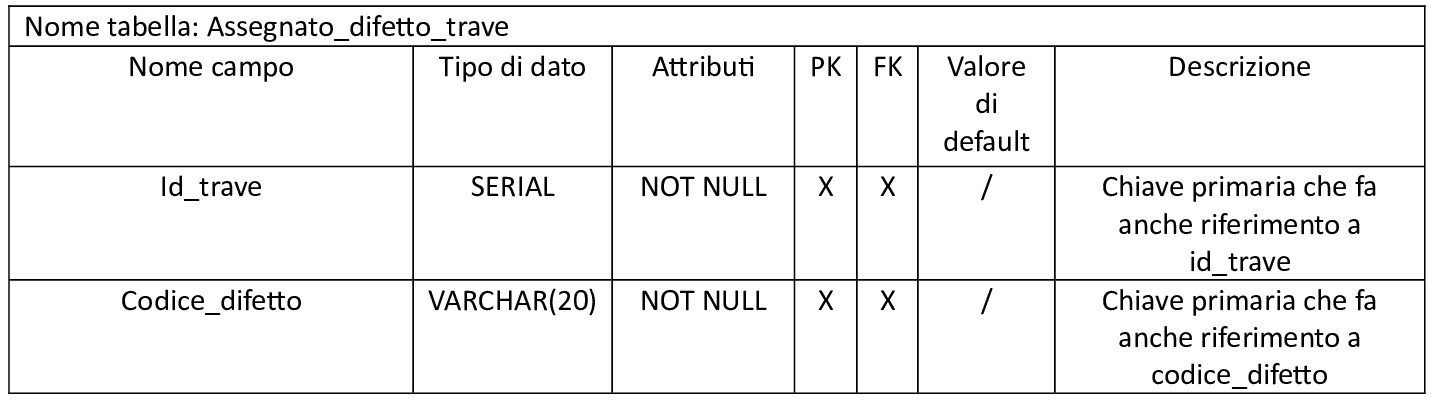 Nome tabella: Assegnato_difetto_trave
Nome campo Tipo di dato Attributi PK FK Valore di default Descrizione
Id_trave SERIAL NOT NULL X X / Chiave primaria che fa anche riferimento a id_trave
Codice_difetto VARCHAR(20) NOT NULL X X / Chiave primaria che fa anche riferimento a codice_difetto